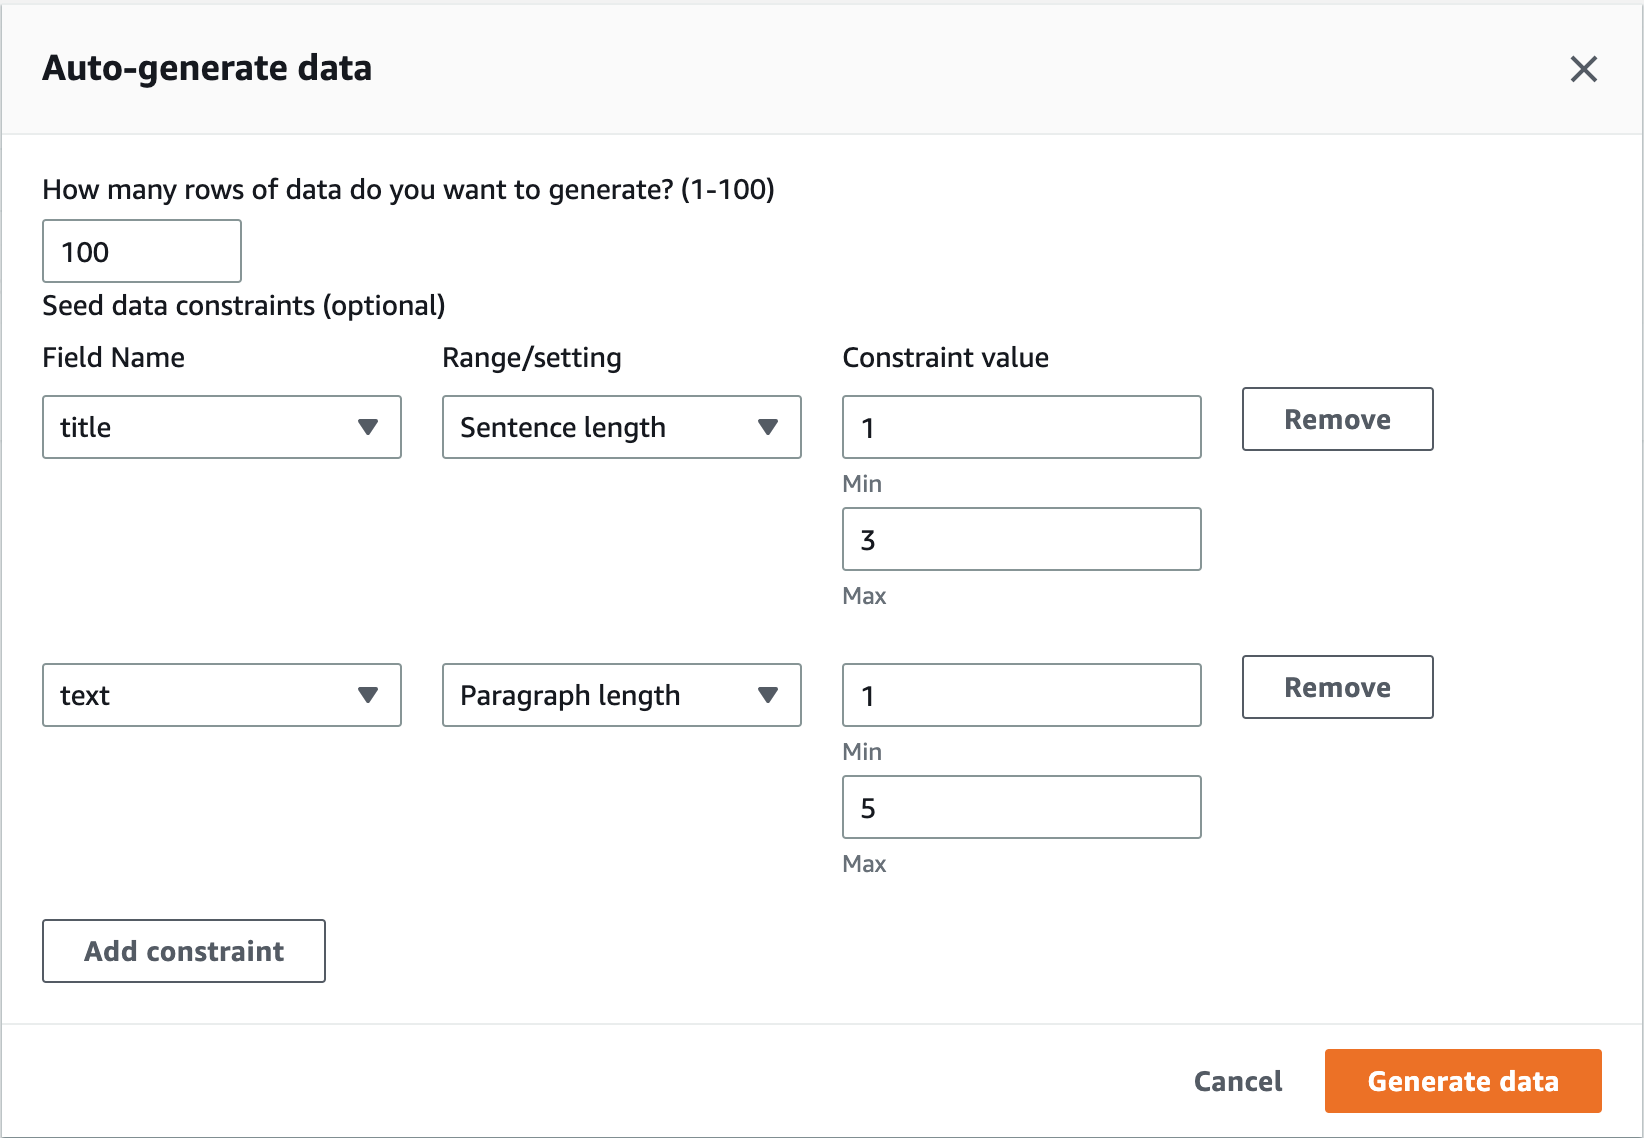 Auto-generate data
How many rows of data do you want to generate? (1-100)
100
Seed data constraints (optional)
Field Name Range/setting Constraint value
title Sentence length 1 Remove
Min
3
Max
text Paragraph length 1 Remove
Min
5
Max
Add constraint
Cancel Generate data